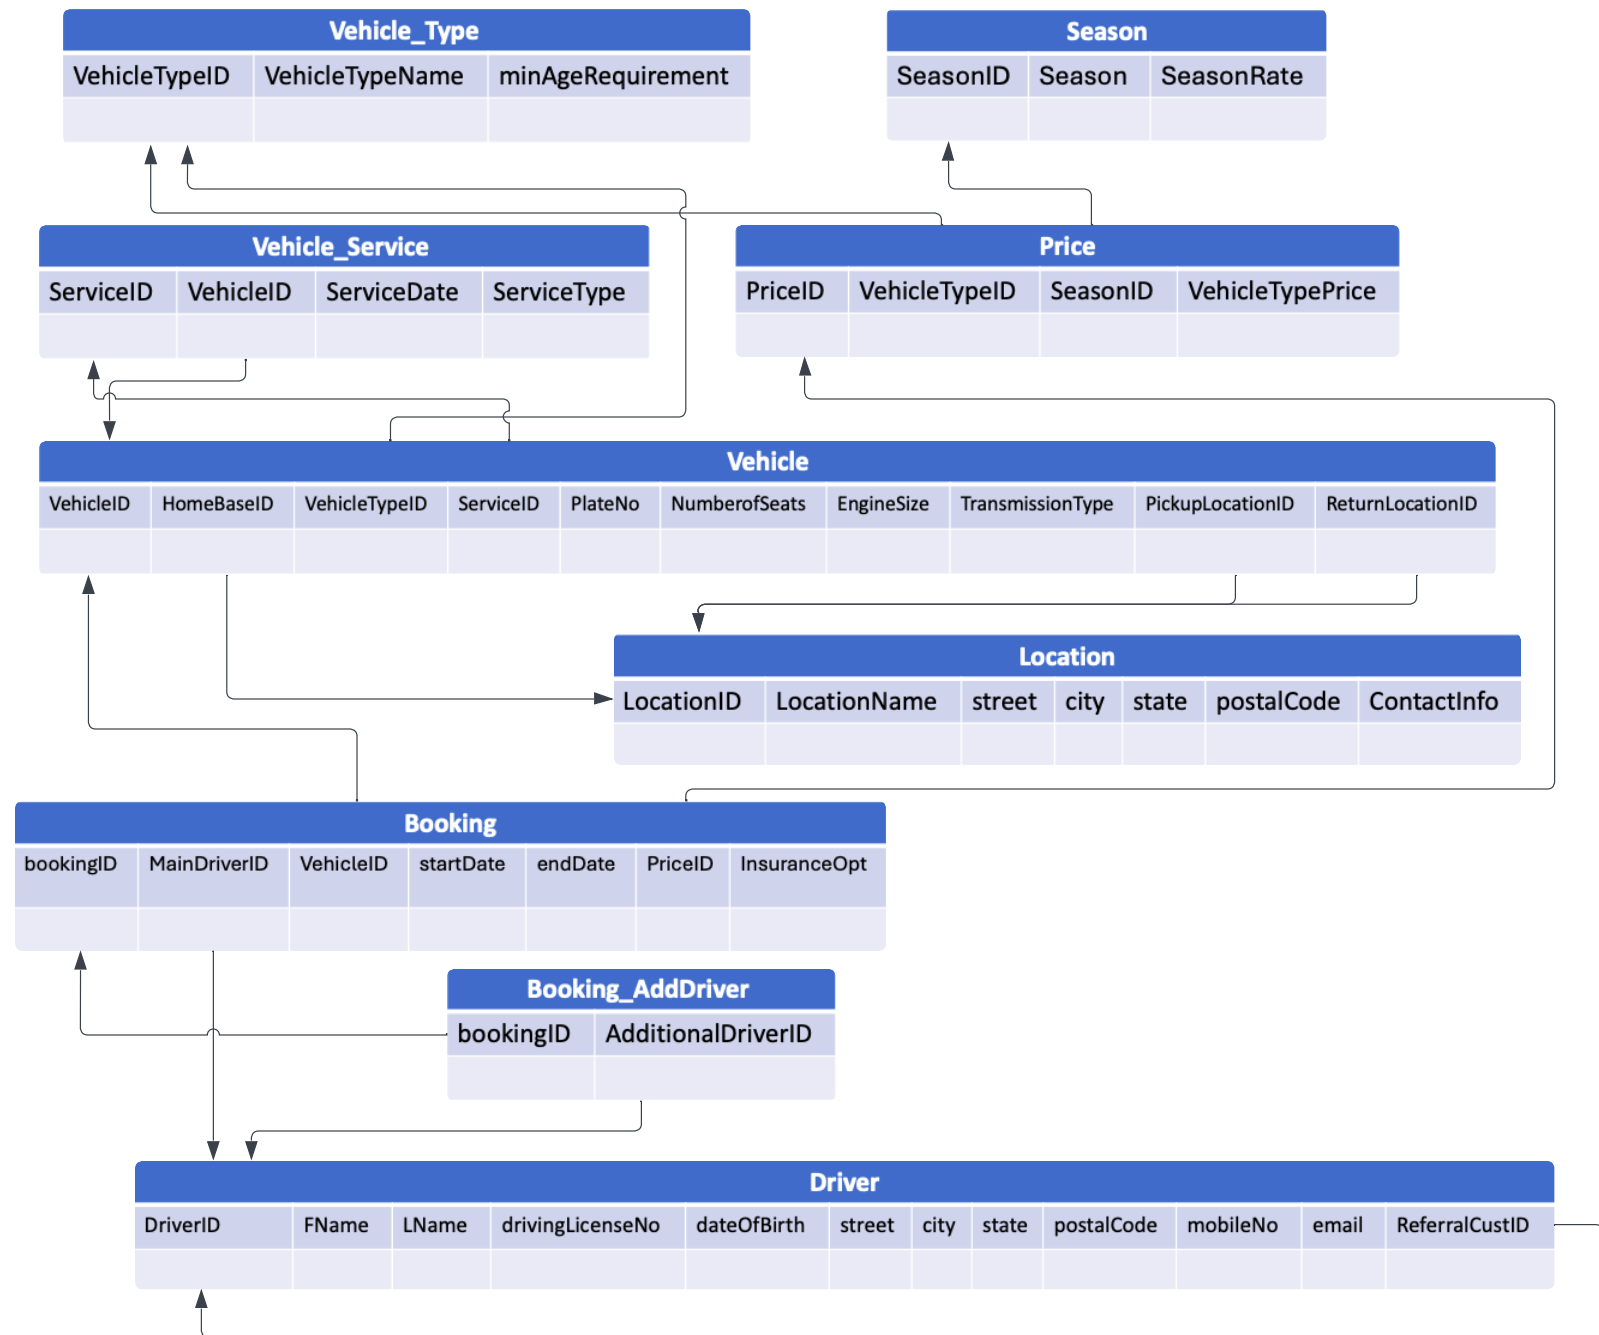 Vehicle_Type
VehicleTypeID VehicleTypeName minAgeRequirement
Season
SeasonID Season SeasonRate
Vehicle_Service
ServiceID VehicleID ServiceDate ServiceType
Price
PriceID VehicleTypeID SeasonID VehicleTypePrice
Vehicle
VehicleID HomeBaseID VehicleTypeID ServiceID PlateNo NumberofSeats EngineSize TransmissionType PickupLocationID ReturnLocationID
Location
LocationID LocationName street city state postalCode ContactInfo
Booking
bookingID MainDriverID VehicleID startDate endDate PriceID InsuranceOpt
Booking_AddDriver
bookingID AdditionalDriverID
Driver
DriverID FName LName drivingLicenseNo dateOfBirth street city state postalCode mobileNo email ReferralCustID